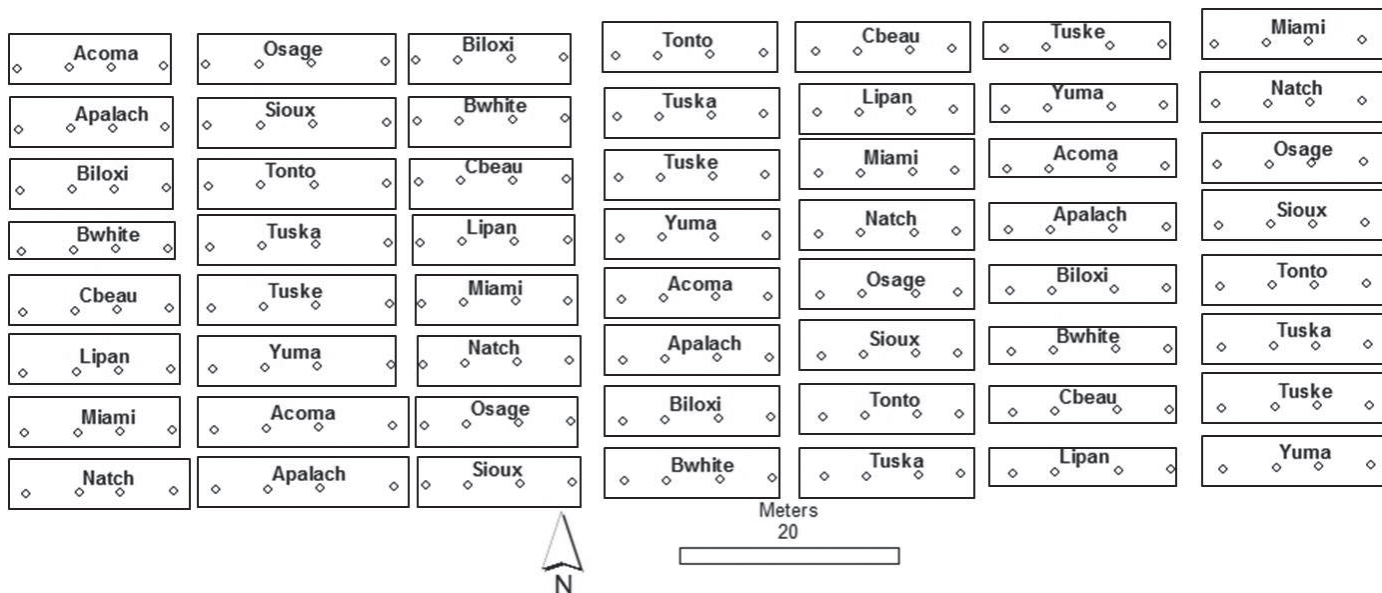 Acoma
Osage
Biloxi
Tonto
Cbeau
Tuske
Miami
Apalach
Sioux
Bwhite
Tuska
Lipan
Yuma
Natch
Biloxi
Tonto
Cbeau
Tuske
Miami
Acoma
Osage
Bwhite
Tuska
Lipan
Yuma
Natch
Apalach
Sioux
Cbeau
Tuske
Miami
Acoma
Osage
Biloxi
Tonto
Lipan
Yuma
Natch
Apalach
Sioux
Bwhite
Tuska
Miami
Acoma
Osage
Biloxi
Tonto
Cbeau
Tuske
Natch
Apalach
Sioux
Bwhite
Tuska
Lipan
Yuma
Meters
20
N